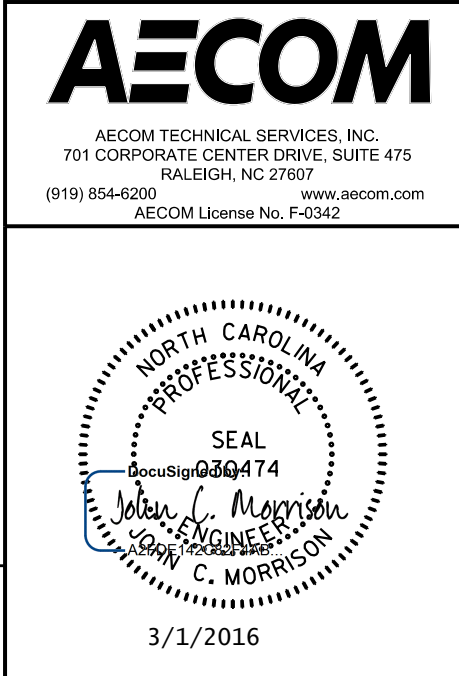 AECOM
AECOM TECHNICAL SERVICES, INC.
701 CORPORATE CENTER DRIVE, SUITE 475
RALEIGH, NC 27607
(919) 854-6200 www.aecom.com
AECOM License No. F-0342
NORTH CAROLINA
PROFESSIONAL
SEAL
030474
DocuSigned by:
John C. Morrison
ENGINEER
JOHN C. MORRISON
3/1/2016